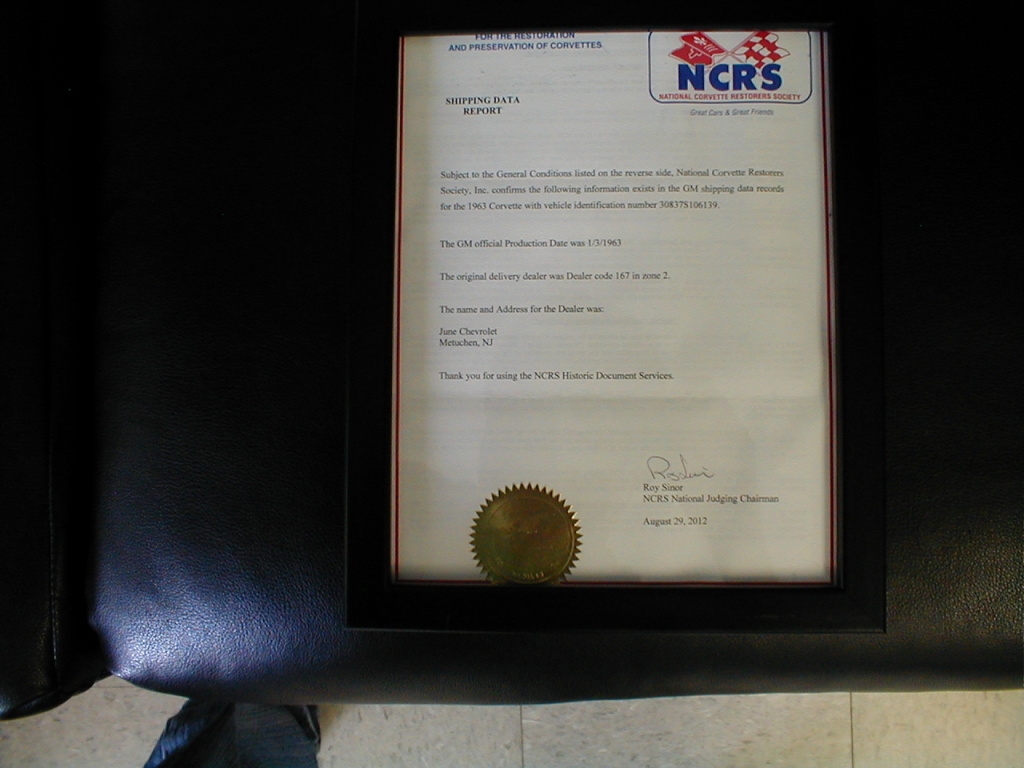 FOR THE RESTORATION
AND PRESERVATION OF CORVETTES
NCRS
NATIONAL CORVETTE RESTORERS SOCIETY
Great Cars & Great Friends
SHIPPING DATA
REPORT
Subject to the General Conditions listed on the reverse side, National Corvette Restorers
Society, Inc. confirms the following information exists in the GM shipping data records
for the 1963 Corvette with vehicle identification number 30837S106139.
The GM official Production Date was 1/3/1963
The original delivery dealer was Dealer code 167 in zone 2.
The name and Address for the Dealer was:
June Chevrolet
Metuchen, NJ
Thank you for using the NCRS Historic Document Services.
Roy Sinor
NCRS National Judging Chairman
August 29, 2012